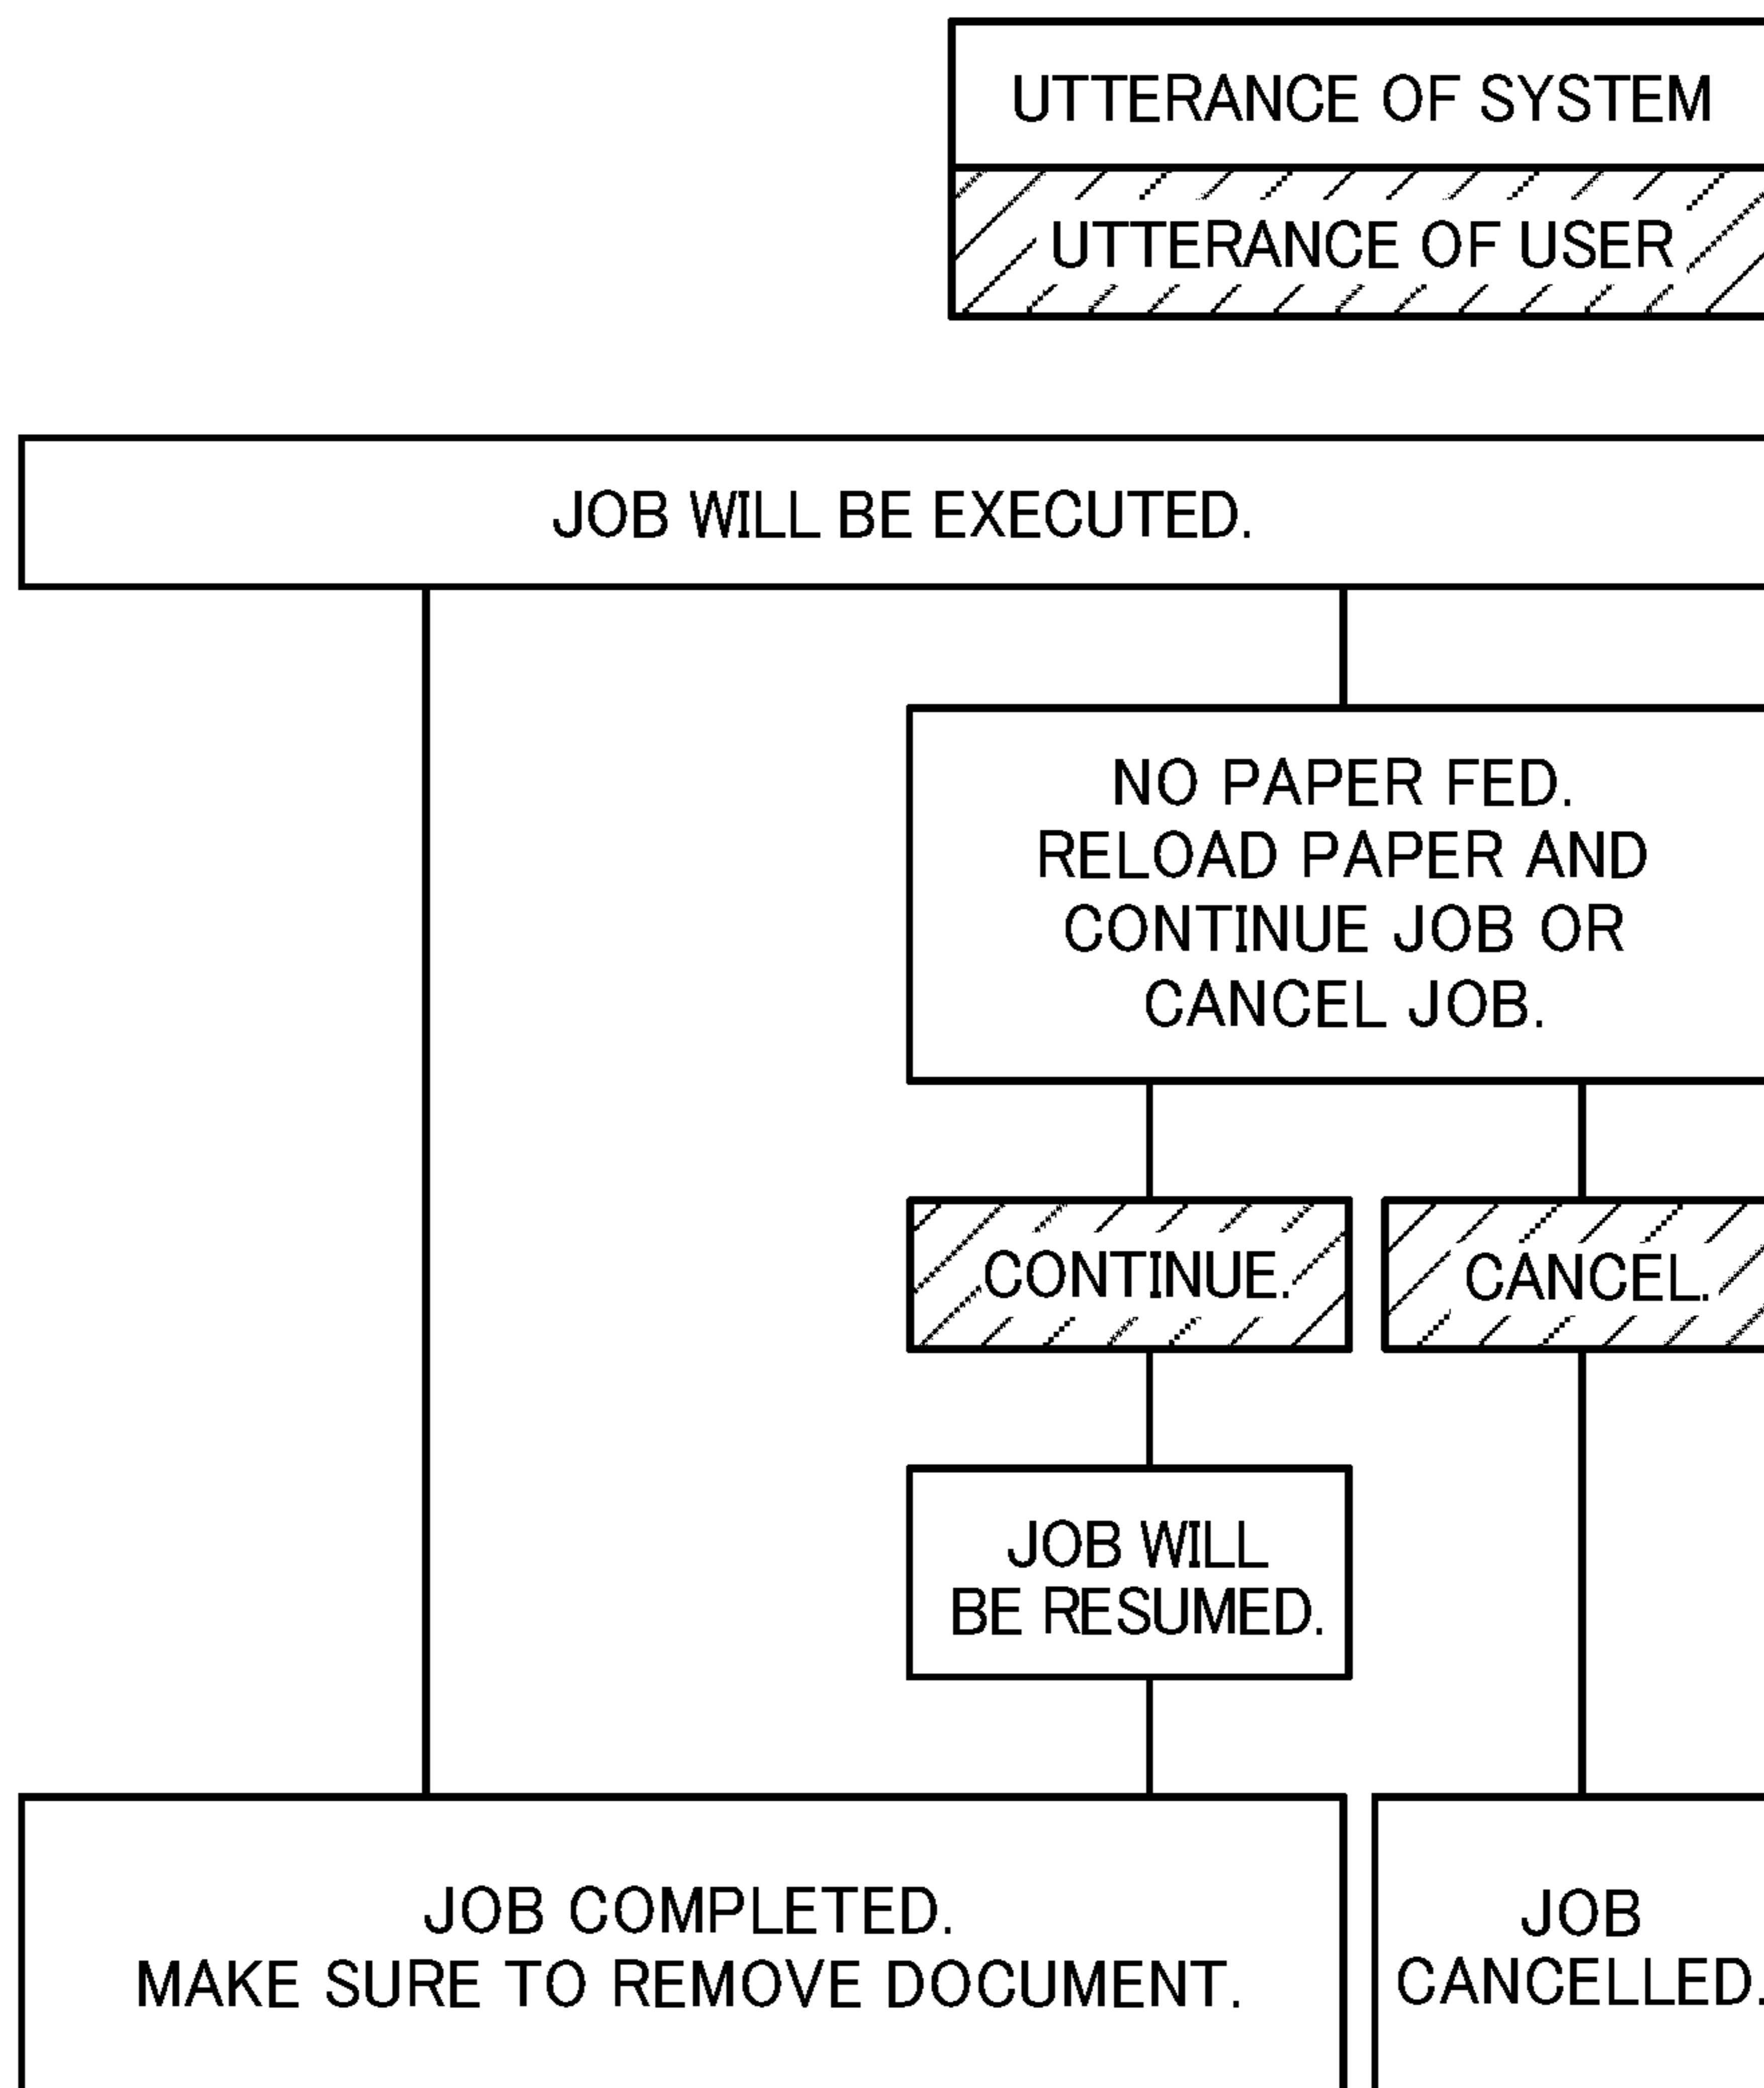 UTTERANCE OF SYSTEM
UTTERANCE OF USER
JOB WILL BE EXECUTED.
NO PAPER FED.
RELOAD PAPER AND
CONTINUE JOB OR
CANCEL JOB.
CONTINUE.
CANCEL.
JOB WILL
BE RESUMED.
JOB COMPLETED.
MAKE SURE TO REMOVE DOCUMENT.
JOB
CANCELLED.